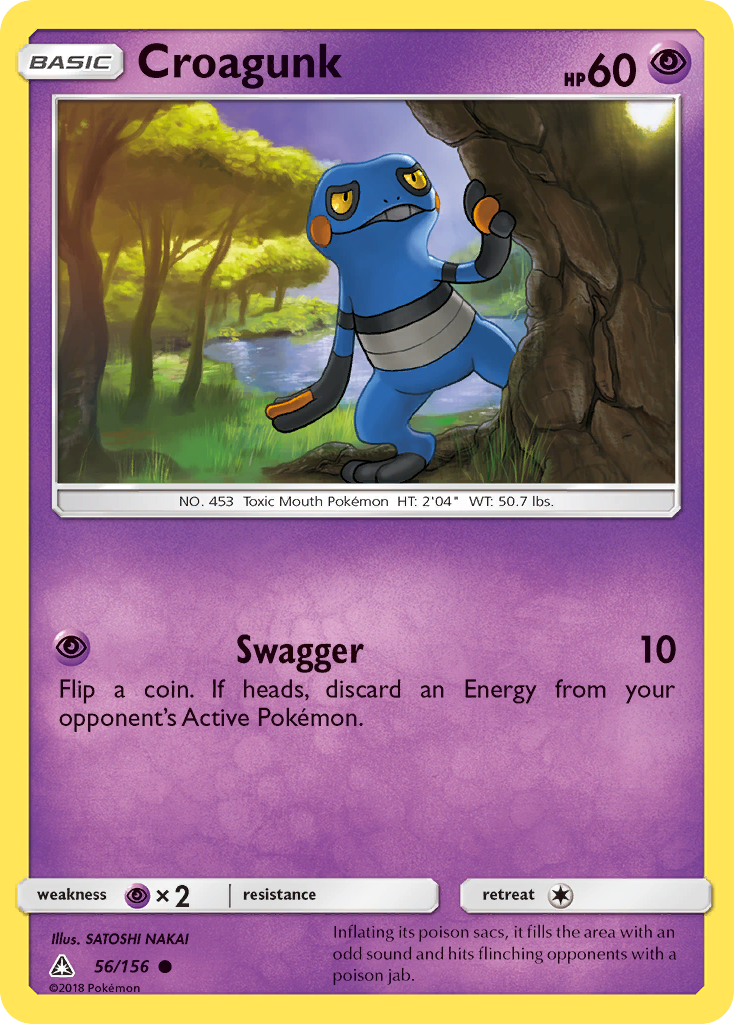 BASIC Croagunk HP60
NO. 453 Toxic Mouth Pokémon HT: 2'04" WT: 50.7 lbs.
Swagger 10
Flip a coin. If heads, discard an Energy from your
opponent's Active Pokémon.
weakness ×2 resistance retreat
Illus. SATOSHI NAKAI
56/156
©2018 Pokémon
Inflating its poison sacs, it fills the area with an
odd sound and hits flinching opponents with a
poison jab.